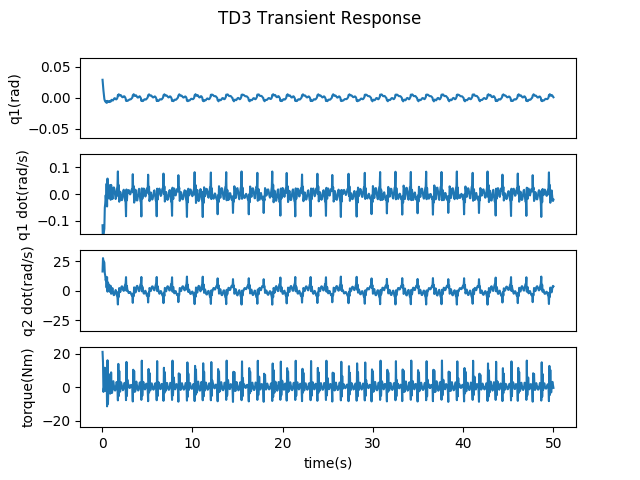 TD3 Transient Response
q1(rad)
0.05
0.00
−0.05
q1 dot(rad/s)
0.1
0.0
−0.1
q2 dot(rad/s)
25
0
−25
torque(Nm)
20
0
−20
0 10 20 30 40 50
time(s)